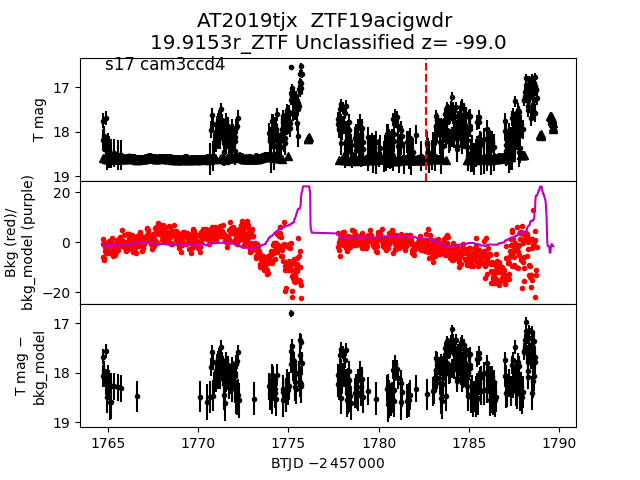 AT2019tjx  ZTF19acigwdr
19.9153r_ZTF Unclassified z= -99.0
s17 cam3ccd4
T mag
17
18
19
Bkg (red)/
bkg_model (purple)
20
0
−20
T mag −
bkg_model
17
18
19
1765
1770
1775
1780
1785
1790
BTJD −2 457 000